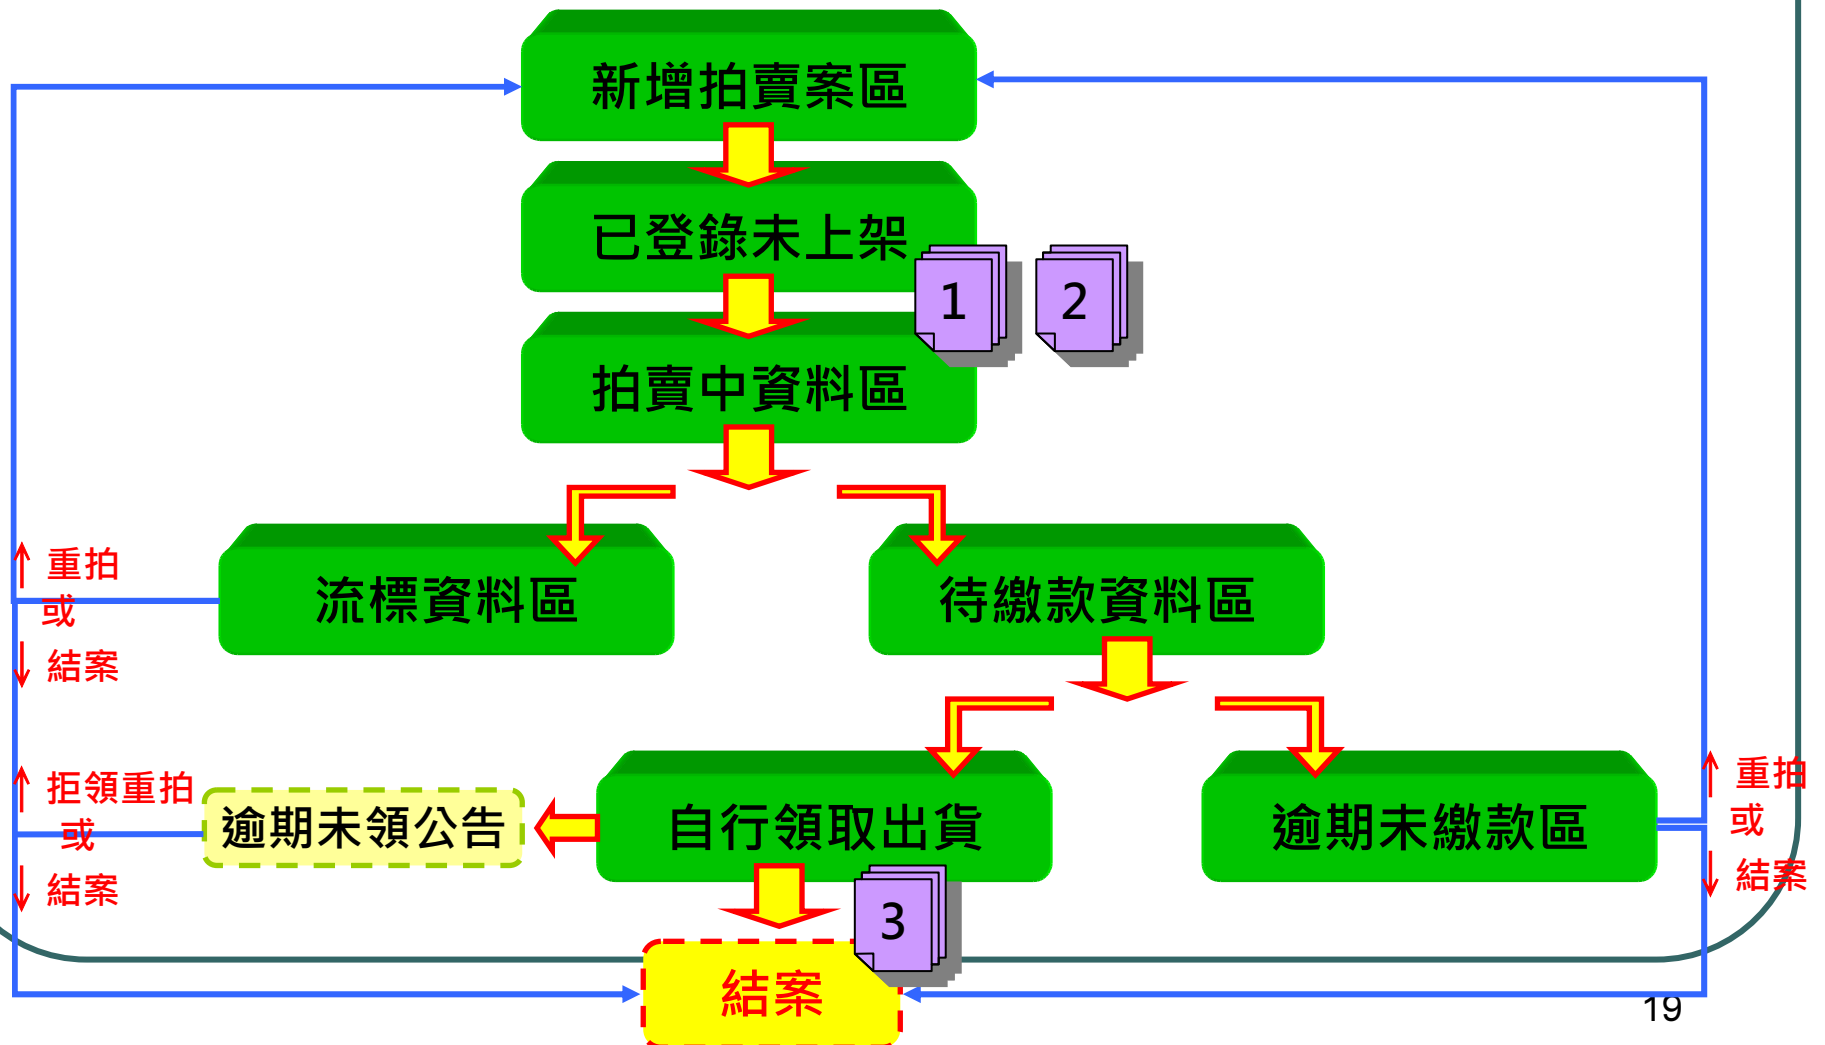 新增拍賣案區
已登錄未上架
1
2
拍賣中資料區
重拍
或
結案
流標資料區
待繳款資料區
拒領重拍
或
結案
逾期未領公告
自行領取出貨
逾期未繳款區
重拍
或
結案
3
結案
19